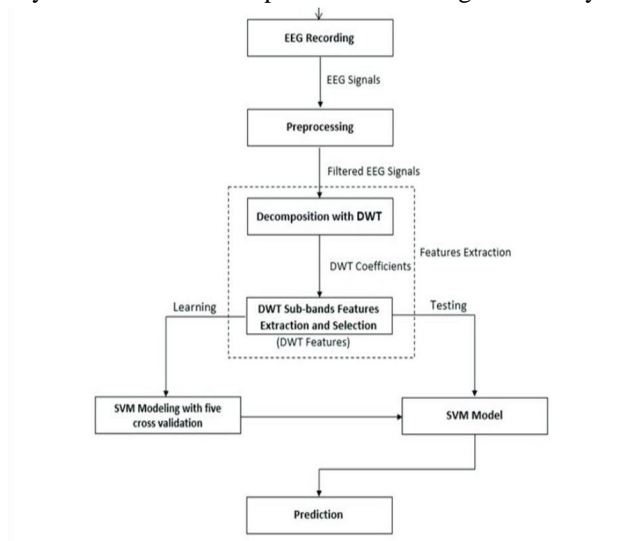 EEG Recording
EEG Signals
Preprocessing
Filtered EEG Signals
Decomposition with DWT
Features Extraction
DWT Coefficients
Learning
DWT Sub-bands Features
Extraction and Selection
(DWT Features)
Testing
SVM Modeling with five
cross validation
SVM Model
Prediction